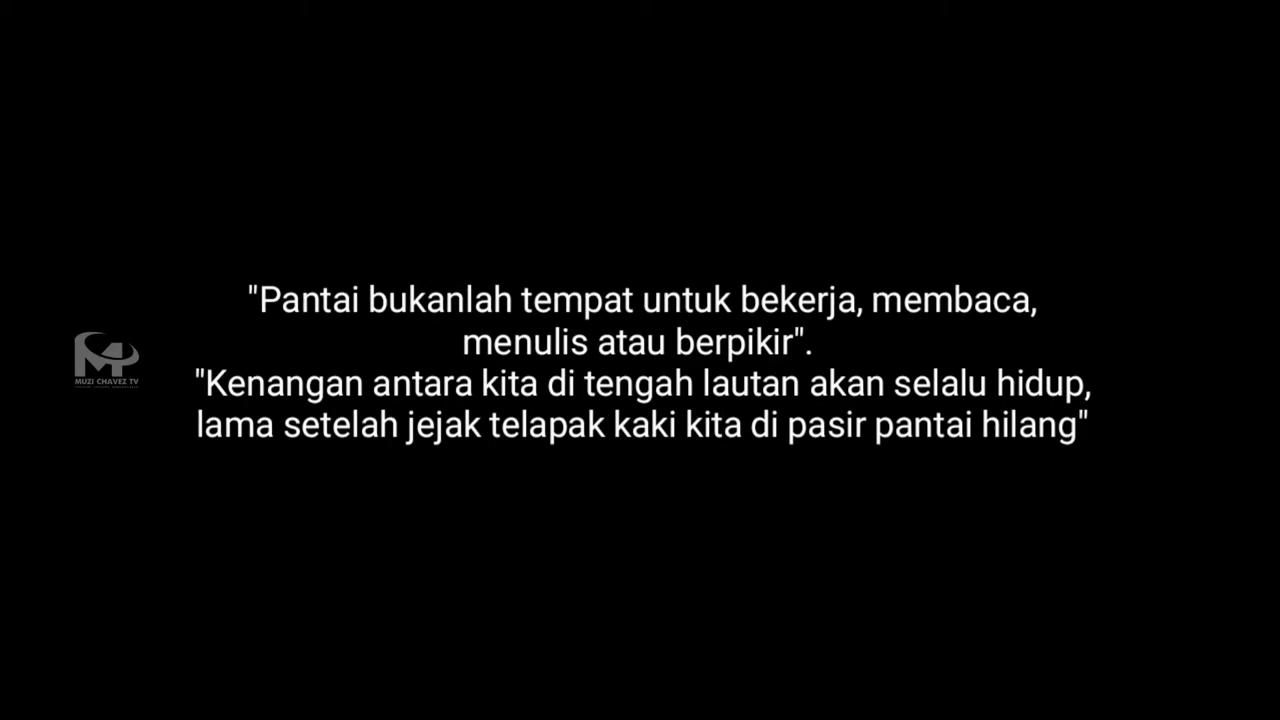 "Pantai bukanlah tempat untuk bekerja, membaca,
menulis atau berpikir".
"Kenangan antara kita di tengah lautan akan selalu hidup,
lama setelah jejak telapak kaki kita di pasir pantai hilang"
MUZI CHAVEZ TV